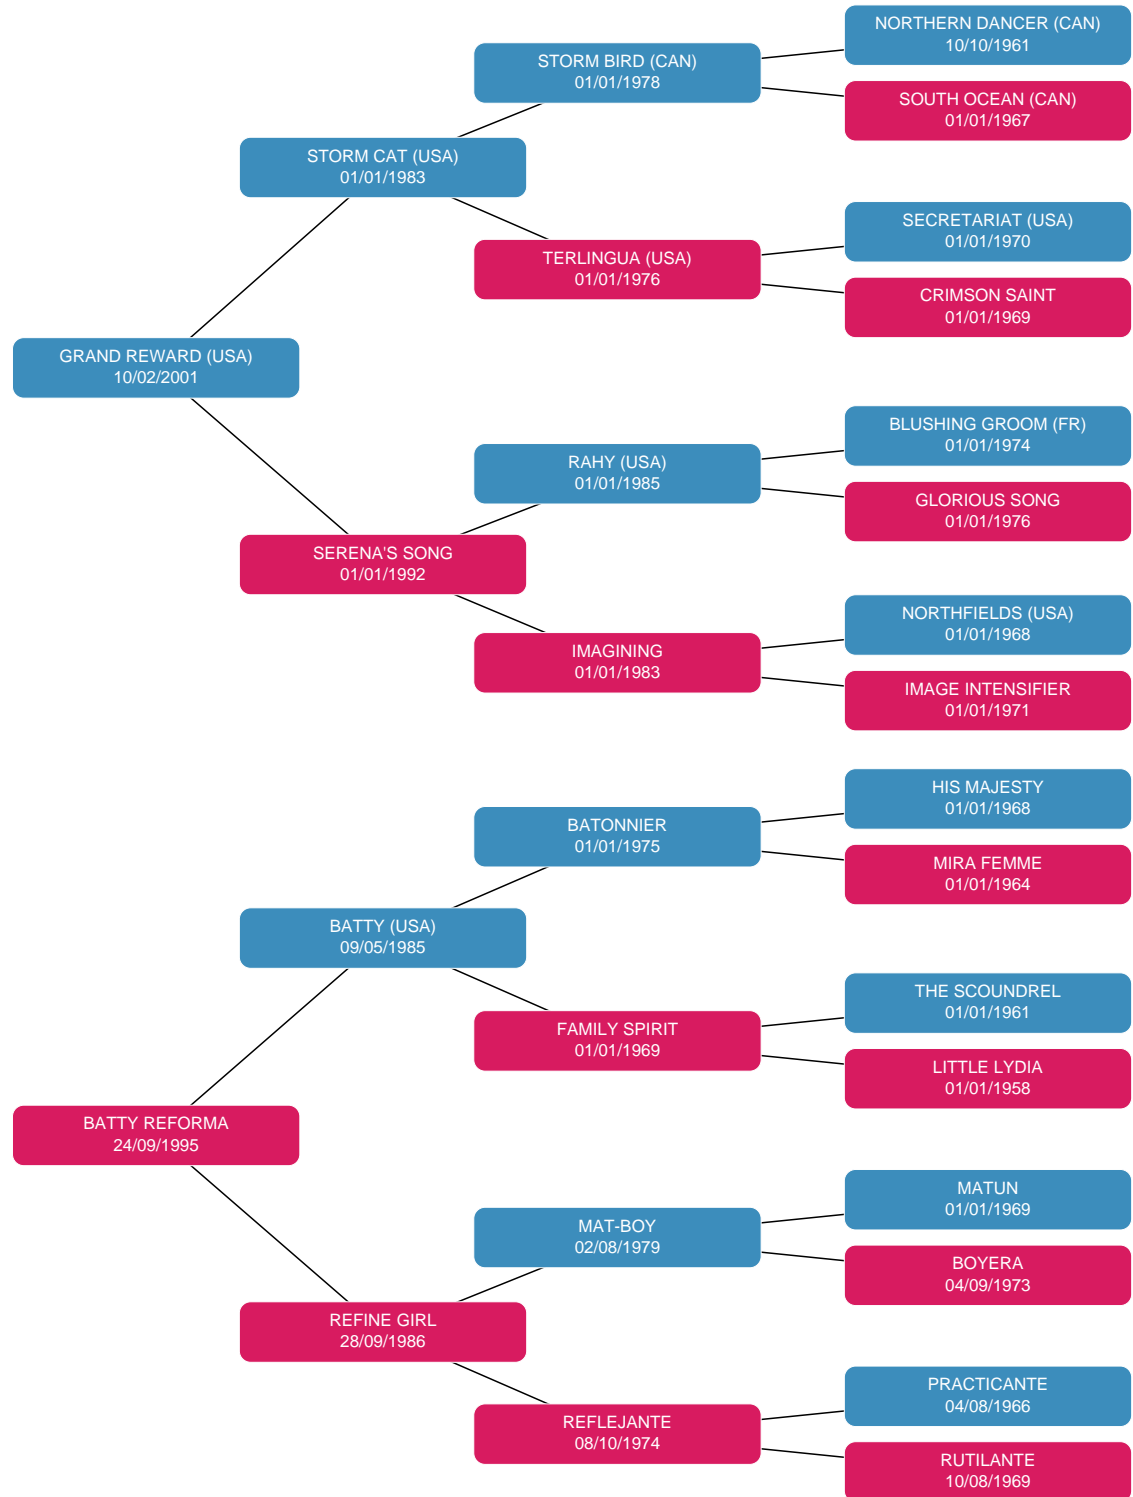 NORTHERN DANCER (CAN)
10/10/1961
STORM BIRD (CAN)
01/01/1978
SOUTH OCEAN (CAN)
01/01/1967
STORM CAT (USA)
01/01/1983
SECRETARIAT (USA)
01/01/1970
TERLINGUA (USA)
01/01/1976
CRIMSON SAINT
01/01/1969
GRAND REWARD (USA)
10/02/2001
BLUSHING GROOM (FR)
01/01/1974
RAHY (USA)
01/01/1985
GLORIOUS SONG
01/01/1976
SERENA'S SONG
01/01/1992
NORTHFIELDS (USA)
01/01/1968
IMAGINING
01/01/1983
IMAGE INTENSIFIER
01/01/1971
HIS MAJESTY
01/01/1968
BATONNIER
01/01/1975
MIRA FEMME
01/01/1964
BATTY (USA)
09/05/1985
THE SCOUNDREL
01/01/1961
FAMILY SPIRIT
01/01/1969
LITTLE LYDIA
01/01/1958
BATTY REFORMA
24/09/1995
MATUN
01/01/1969
MAT-BOY
02/08/1979
BOYERA
04/09/1973
REFINE GIRL
28/09/1986
PRACTICANTE
04/08/1966
REFLEJANTE
08/10/1974
RUTILANTE
10/08/1969